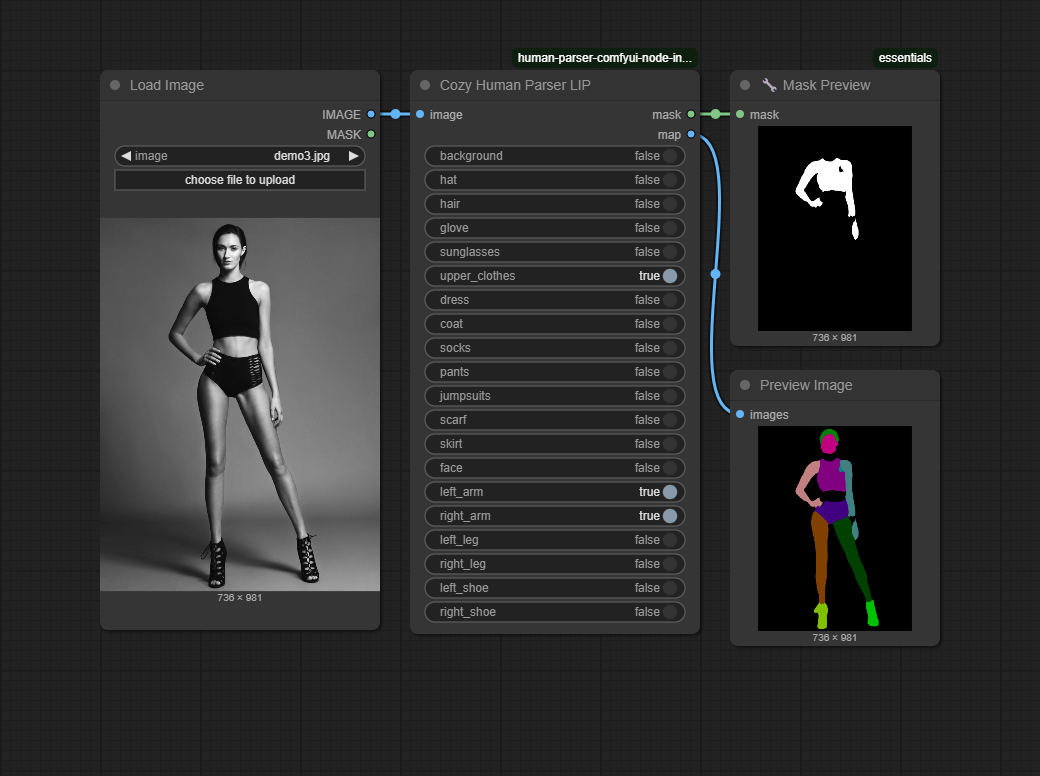 human-parser-comfyui-node-in...
essentials
Load Image
IMAGE
MASK
image demo3.jpg
choose file to upload
736 × 981
Cozy Human Parser LIP
image mask
map
background false
hat false
hair false
glove false
sunglasses false
upper_clothes true
dress false
coat false
socks false
pants false
jumpsuits false
scarf false
skirt false
face false
left_arm true
right_arm true
left_leg false
right_leg false
left_shoe false
right_shoe false
Mask Preview
mask
736 × 981
Preview Image
images
736 × 981